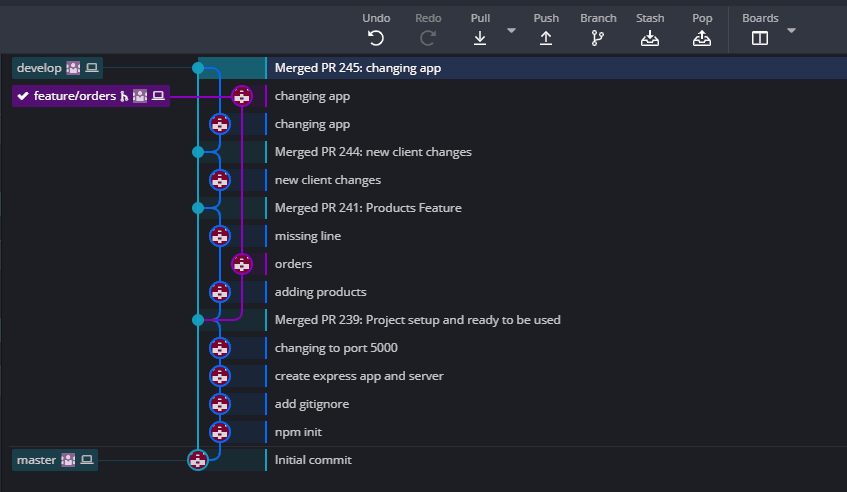 Undo Redo Pull Push Branch Stash Pop Boards
develop Merged PR 245: changing app
feature/orders changing app
changing app
Merged PR 244: new client changes
new client changes
Merged PR 241: Products Feature
missing line
orders
adding products
Merged PR 239: Project setup and ready to be used
changing to port 5000
create express app and server
add gitignore
npm init
master Initial commit